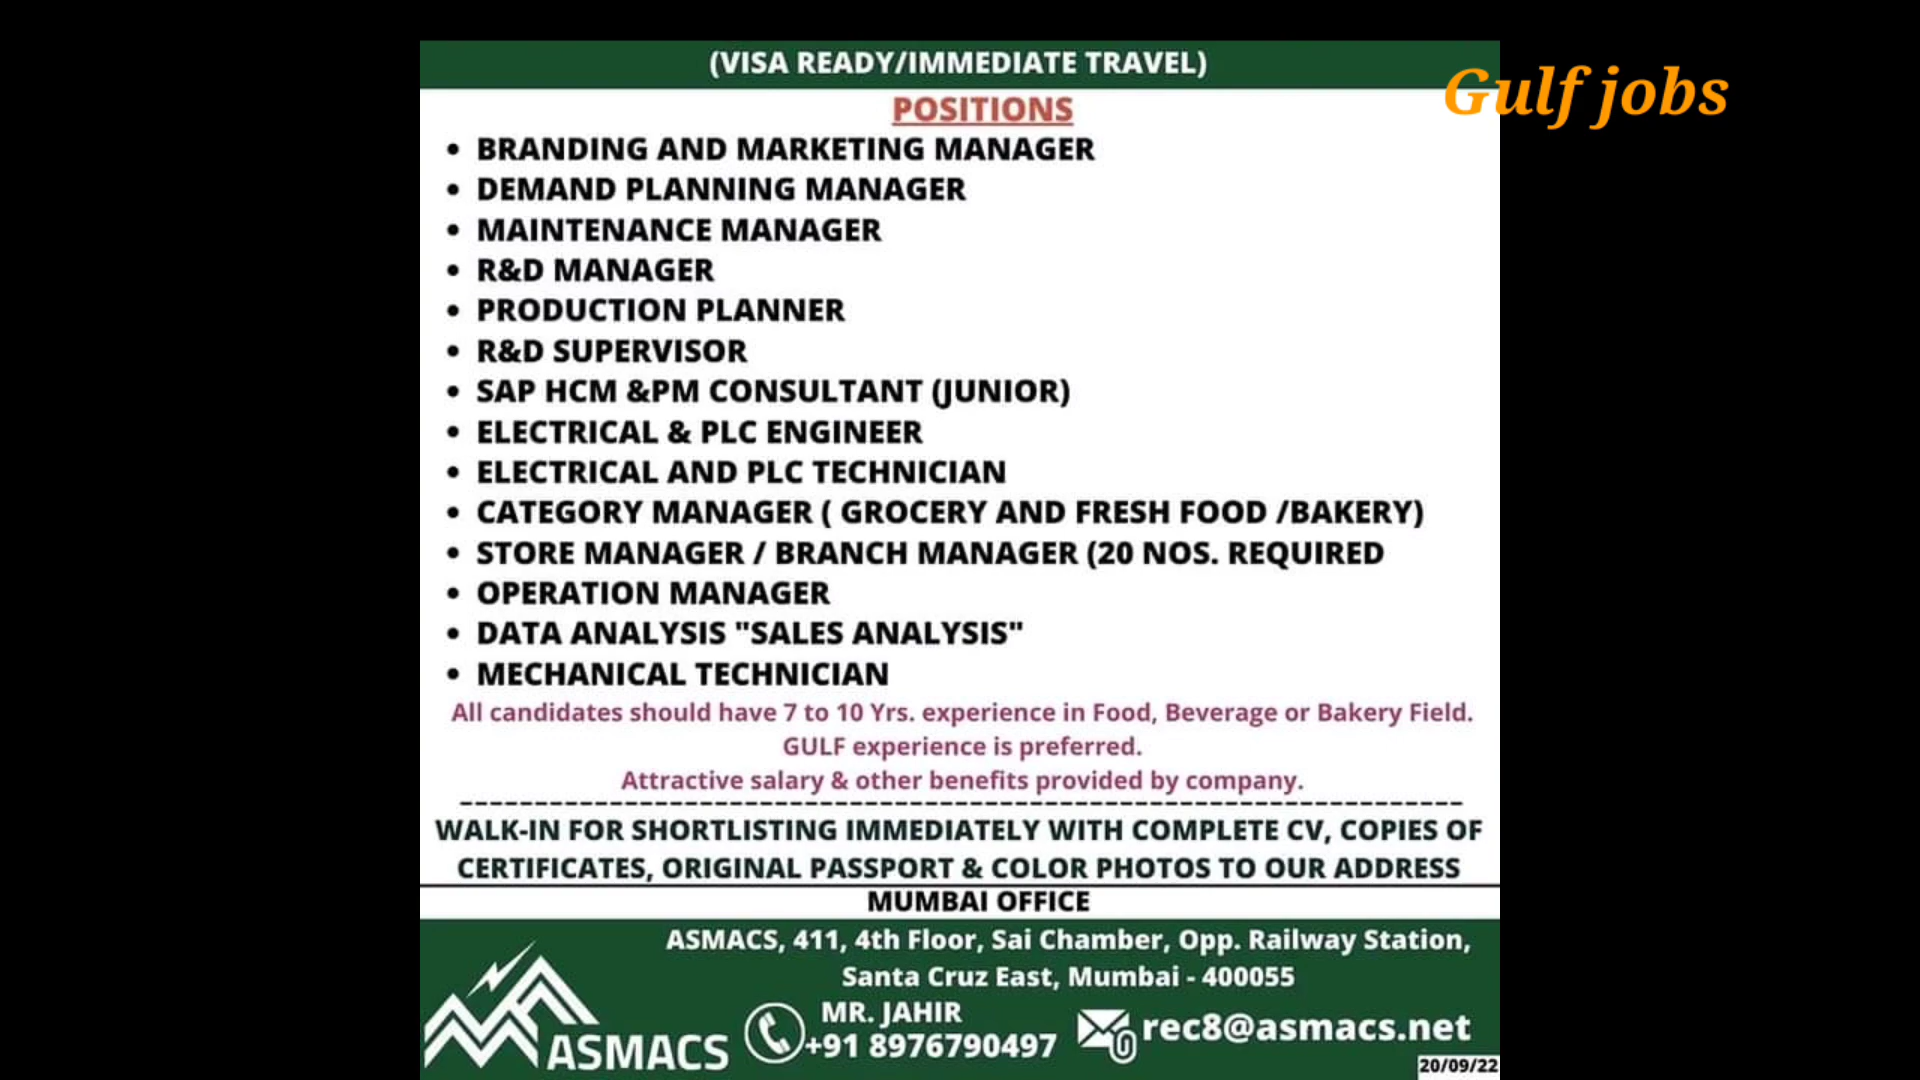 (VISA READY/IMMEDIATE TRAVEL)
Gulf jobs
POSITIONS
• BRANDING AND MARKETING MANAGER
• DEMAND PLANNING MANAGER
• MAINTENANCE MANAGER
• R&D MANAGER
• PRODUCTION PLANNER
• R&D SUPERVISOR
• SAP HCM &PM CONSULTANT (JUNIOR)
• ELECTRICAL & PLC ENGINEER
• ELECTRICAL AND PLC TECHNICIAN
• CATEGORY MANAGER ( GROCERY AND FRESH FOOD /BAKERY)
• STORE MANAGER / BRANCH MANAGER (20 NOS. REQUIRED
• OPERATION MANAGER
• DATA ANALYSIS "SALES ANALYSIS"
• MECHANICAL TECHNICIAN
All candidates should have 7 to 10 Yrs. experience in Food, Beverage or Bakery Field.
GULF experience is preferred.
Attractive salary & other benefits provided by company.
WALK-IN FOR SHORTLISTING IMMEDIATELY WITH COMPLETE CV, COPIES OF
CERTIFICATES, ORIGINAL PASSPORT & COLOR PHOTOS TO OUR ADDRESS
MUMBAI OFFICE
ASMACS, 411, 4th Floor, Sai Chamber, Opp. Railway Station,
Santa Cruz East, Mumbai - 400055
MR. JAHIR
+91 8976790497
rec8@asmacs.net
ASMACS
20/09/22